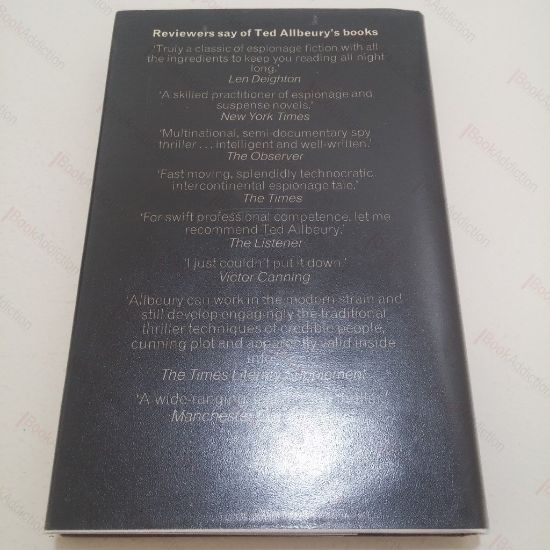 Reviewers say of Ted Allbeury's books
'Truly a classic of espionage fiction with all
the ingredients to keep you reading all night
long.'
Len Deighton
'A skilled practitioner of espionage and
suspense novels.'
New York Times
'Multinational, semi-documentary spy
thriller . . . intelligent and well-written.'
The Observer
'Fast moving, splendidly technocratic
intercontinental espionage tale.'
The Times
'For swift professional competence, let me
recommend Ted Allbeury.'
The Listener
'I just couldn't put it down.'
Victor Canning
'Allbeury can work in the modern strain and
still develop engagingly the traditional
thriller techniques of credible people,
cunning plot and apparently valid inside
The Times Literary Supplement
'A wide-ranging
Manchester
BookAddiction